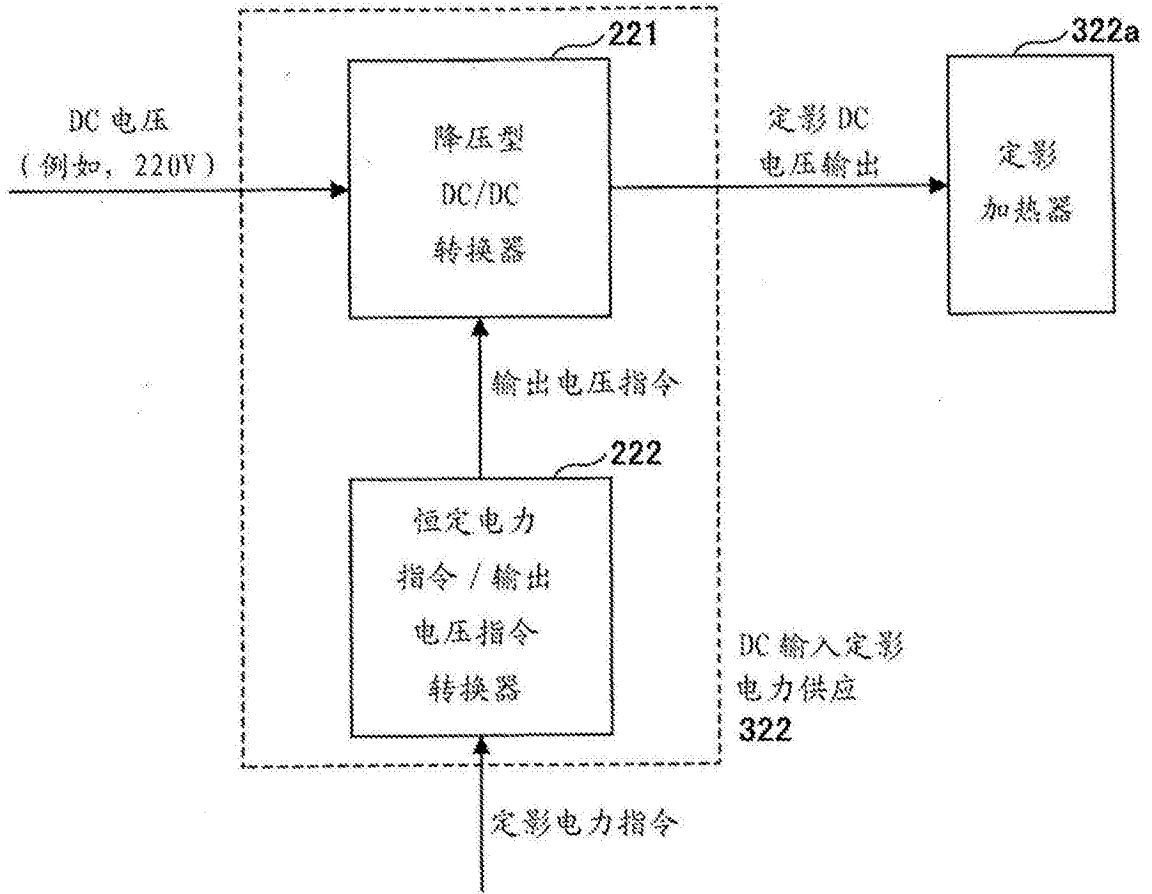 221
322a
DC 电压
(例如, 220V)
降压型
DC/DC
转换器
定影 DC
电压输出
定影
加热器
输出电压指令
222
恒定电力
指令 / 输出
电压指令
转换器
DC 输入定影
电力供应
322
定影电力指令